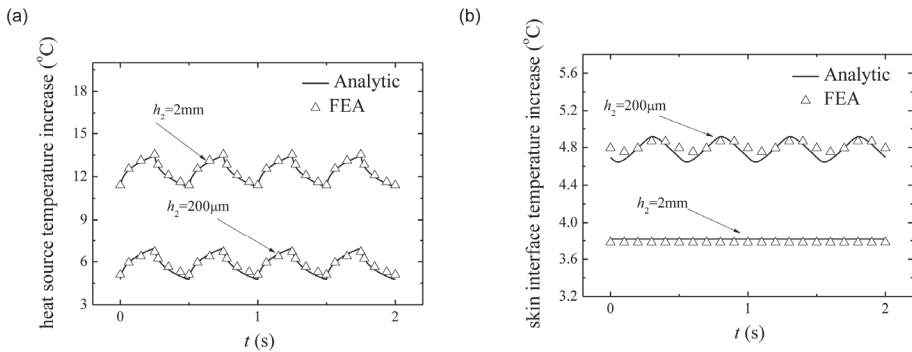 (a)
heat source temperature increase (°C)
18
15
12
9
6
3
Analytic
FEA
h₂=2mm
h₂=200μm
0
1
2
t (s)
(b)
skin interface temperature increase (°C)
5.6
5.2
4.8
4.4
4.0
3.6
3.2
Analytic
FEA
h₂=200μm
h₂=2mm
0
1
2
t (s)